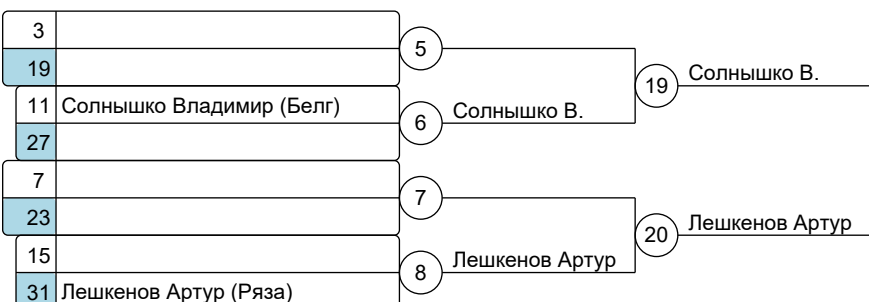 3
19
5
11 Солнышко Владимир (Белг)
27
6 Солнышко В.
19 Солнышко В.
7
23
7
15
31 Лешкенов Артур (Ряза)
8 Лешкенов Артур
20 Лешкенов Артур